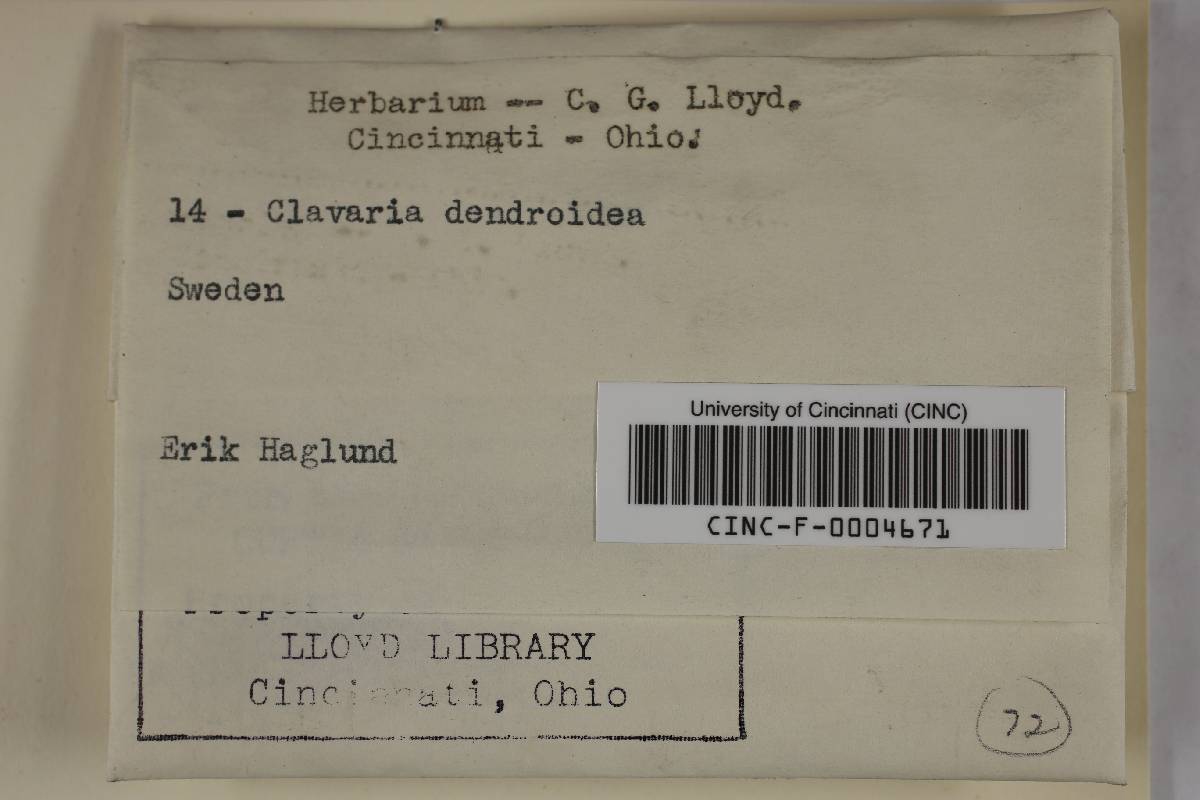 Herbarium -- C. G. Lloyd.
Cincinnati - Ohio.
14 - Clavaria dendroidea
Sweden
Erik Haglund
University of Cincinnati (CINC)
CINC-F-0004671
Property
LLOYD LIBRARY
Cincinnati, Ohio
72